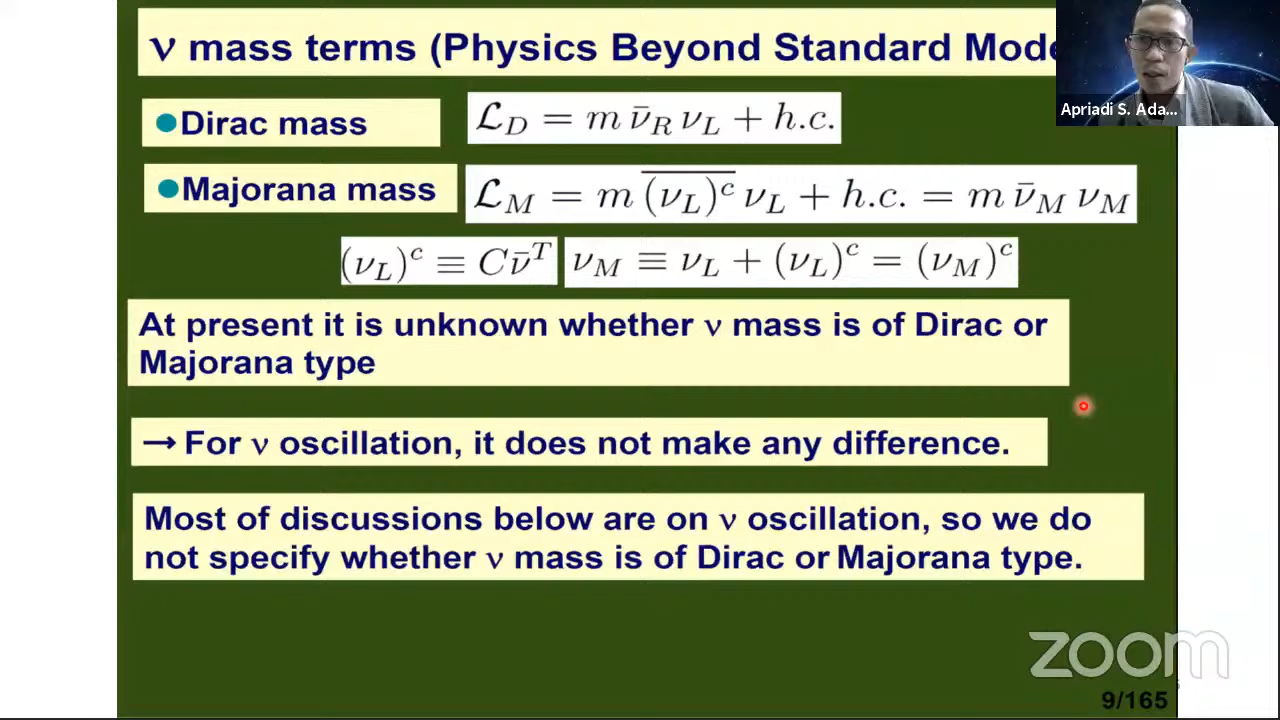 ν mass terms (Physics Beyond Standard Mode
Apriadi S. Ada...
●Dirac mass
ℒ_D = m ν̄_R ν_L + h.c.
●Majorana mass
ℒ_M = m \overline{(ν_L)^c} ν_L + h.c. = m ν̄_M ν_M
(ν_L)^c ≡ C ν̄^T
ν_M ≡ ν_L + (ν_L)^c = (ν_M)^c
At present it is unknown whether ν mass is of Dirac or
Majorana type
→ For ν oscillation, it does not make any difference.
Most of discussions below are on ν oscillation, so we do
not specify whether ν mass is of Dirac or Majorana type.
zoom
9/165